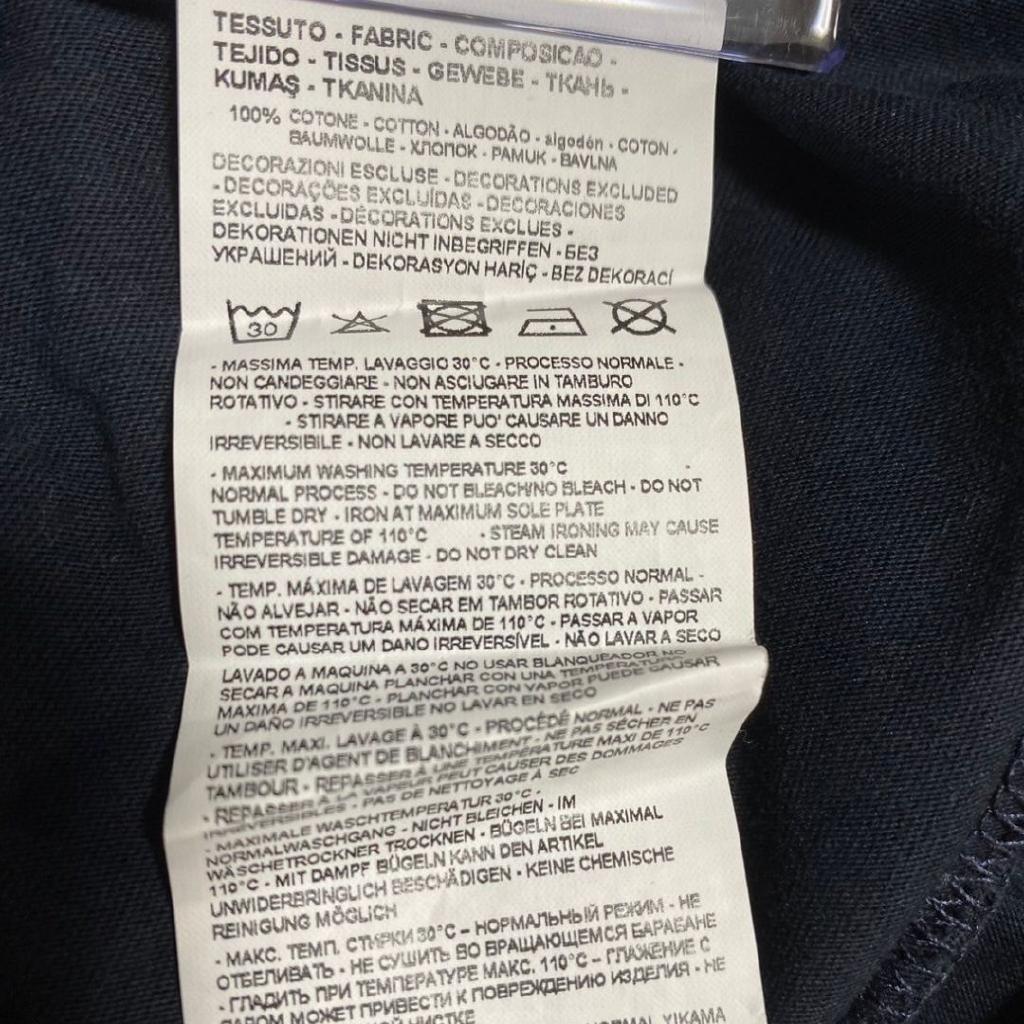 TESSUTO - FABRIC - COMPOSICAO -
TEJIDO - TISSUS - GEWEBE - ТКАНЬ -
KUMAŞ - TKANINA
100% COTONE - COTTON - ALGODÃO - algodón - COTON -
BAUMWOLLE - ХЛОПОК - PAMUK - BAVLNA
DECORAZIONI ESCLUSE - DECORATIONS EXCLUDED
- DECORAÇÕES EXCLUÍDAS - DECORACIONES
EXCLUIDAS - DÉCORATIONS EXCLUES -
DEKORATIONEN NICHT INBEGRIFFEN - БЕЗ
УКРАШЕНИЙ - DEKORASYON HARİÇ - BEZ DEKORACÍ
30
- MASSIMA TEMP. LAVAGGIO 30°C - PROCESSO NORMALE -
NON CANDEGGIARE - NON ASCIUGARE IN TAMBURO
ROTATIVO - STIRARE CON TEMPERATURA MASSIMA DI 110°C
- STIRARE A VAPORE PUO' CAUSARE UN DANNO
IRREVERSIBILE - NON LAVARE A SECCO
- MAXIMUM WASHING TEMPERATURE 30°C -
NORMAL PROCESS - DO NOT BLEACH/NO BLEACH - DO NOT
TUMBLE DRY - IRON AT MAXIMUM SOLE PLATE
TEMPERATURE OF 110°C - STEAM IRONING MAY CAUSE
IRREVERSIBLE DAMAGE - DO NOT DRY CLEAN
- TEMP. MÁXIMA DE LAVAGEM 30°C - PROCESSO NORMAL -
NÃO ALVEJAR - NÃO SECAR EM TAMBOR ROTATIVO - PASSAR
COM TEMPERATURA MÁXIMA DE 110°C - PASSAR A VAPOR
PODE CAUSAR UM DANO IRREVERSÍVEL - NÃO LAVAR A SECO
LAVADO A MAQUINA A 30°C NO USAR BLANQUEADOR NO
SECAR A MAQUINA PLANCHAR CON UNA TEMPERATURA
MAXIMA DE 110°C - PLANCHAR CON VAPOR PUEDE CAUSAR
UN DAÑO IRREVERSIBLE NO LAVAR EN SECO
- TEMP. MAXI. LAVAGE À 30°C - PROCÉDÉ NORMAL - NE PAS
UTILISER D'AGENT DE BLANCHIMENT - NE PAS SÉCHER EN
TAMBOUR - REPASSER À UNE TEMPÉRATURE MAXI DE 110°C
- REPASSER À LA VAPEUR PEUT CAUSER DES DOMMAGES
IRRÉVERSIBLES - PAS DE NETTOYAGE À SEC
- MAXIMALE WASCHTEMPERATUR 30°C -
NORMALWASCHGANG - NICHT BLEICHEN - IM
WÄSCHETROCKNER TROCKNEN - BÜGELN BEI MAXIMAL
110°C - MIT DAMPF BÜGELN KANN DEN ARTIKEL
UNWIDERBRINGLICH BESCHÄDIGEN - KEINE CHEMISCHE
REINIGUNG MÖGLICH
- МАКС. ТЕМП. СТИРКИ 30°C – НОРМАЛЬНЫЙ РЕЖИМ - НЕ
ОТБЕЛИВАТЬ - НЕ СУШИТЬ ВО ВРАЩАЮЩЕМСЯ БАРАБАНЕ
- ГЛАДИТЬ ПРИ ТЕМПЕРАТУРЕ МАКС. 110°C – ГЛАЖЕНИЕ С
ПАРОМ МОЖЕТ ПРИВЕСТИ К ПОВРЕЖДЕНИЮ ИЗДЕЛИЯ - НЕ
ЧИСТКЕ
YIKAMA